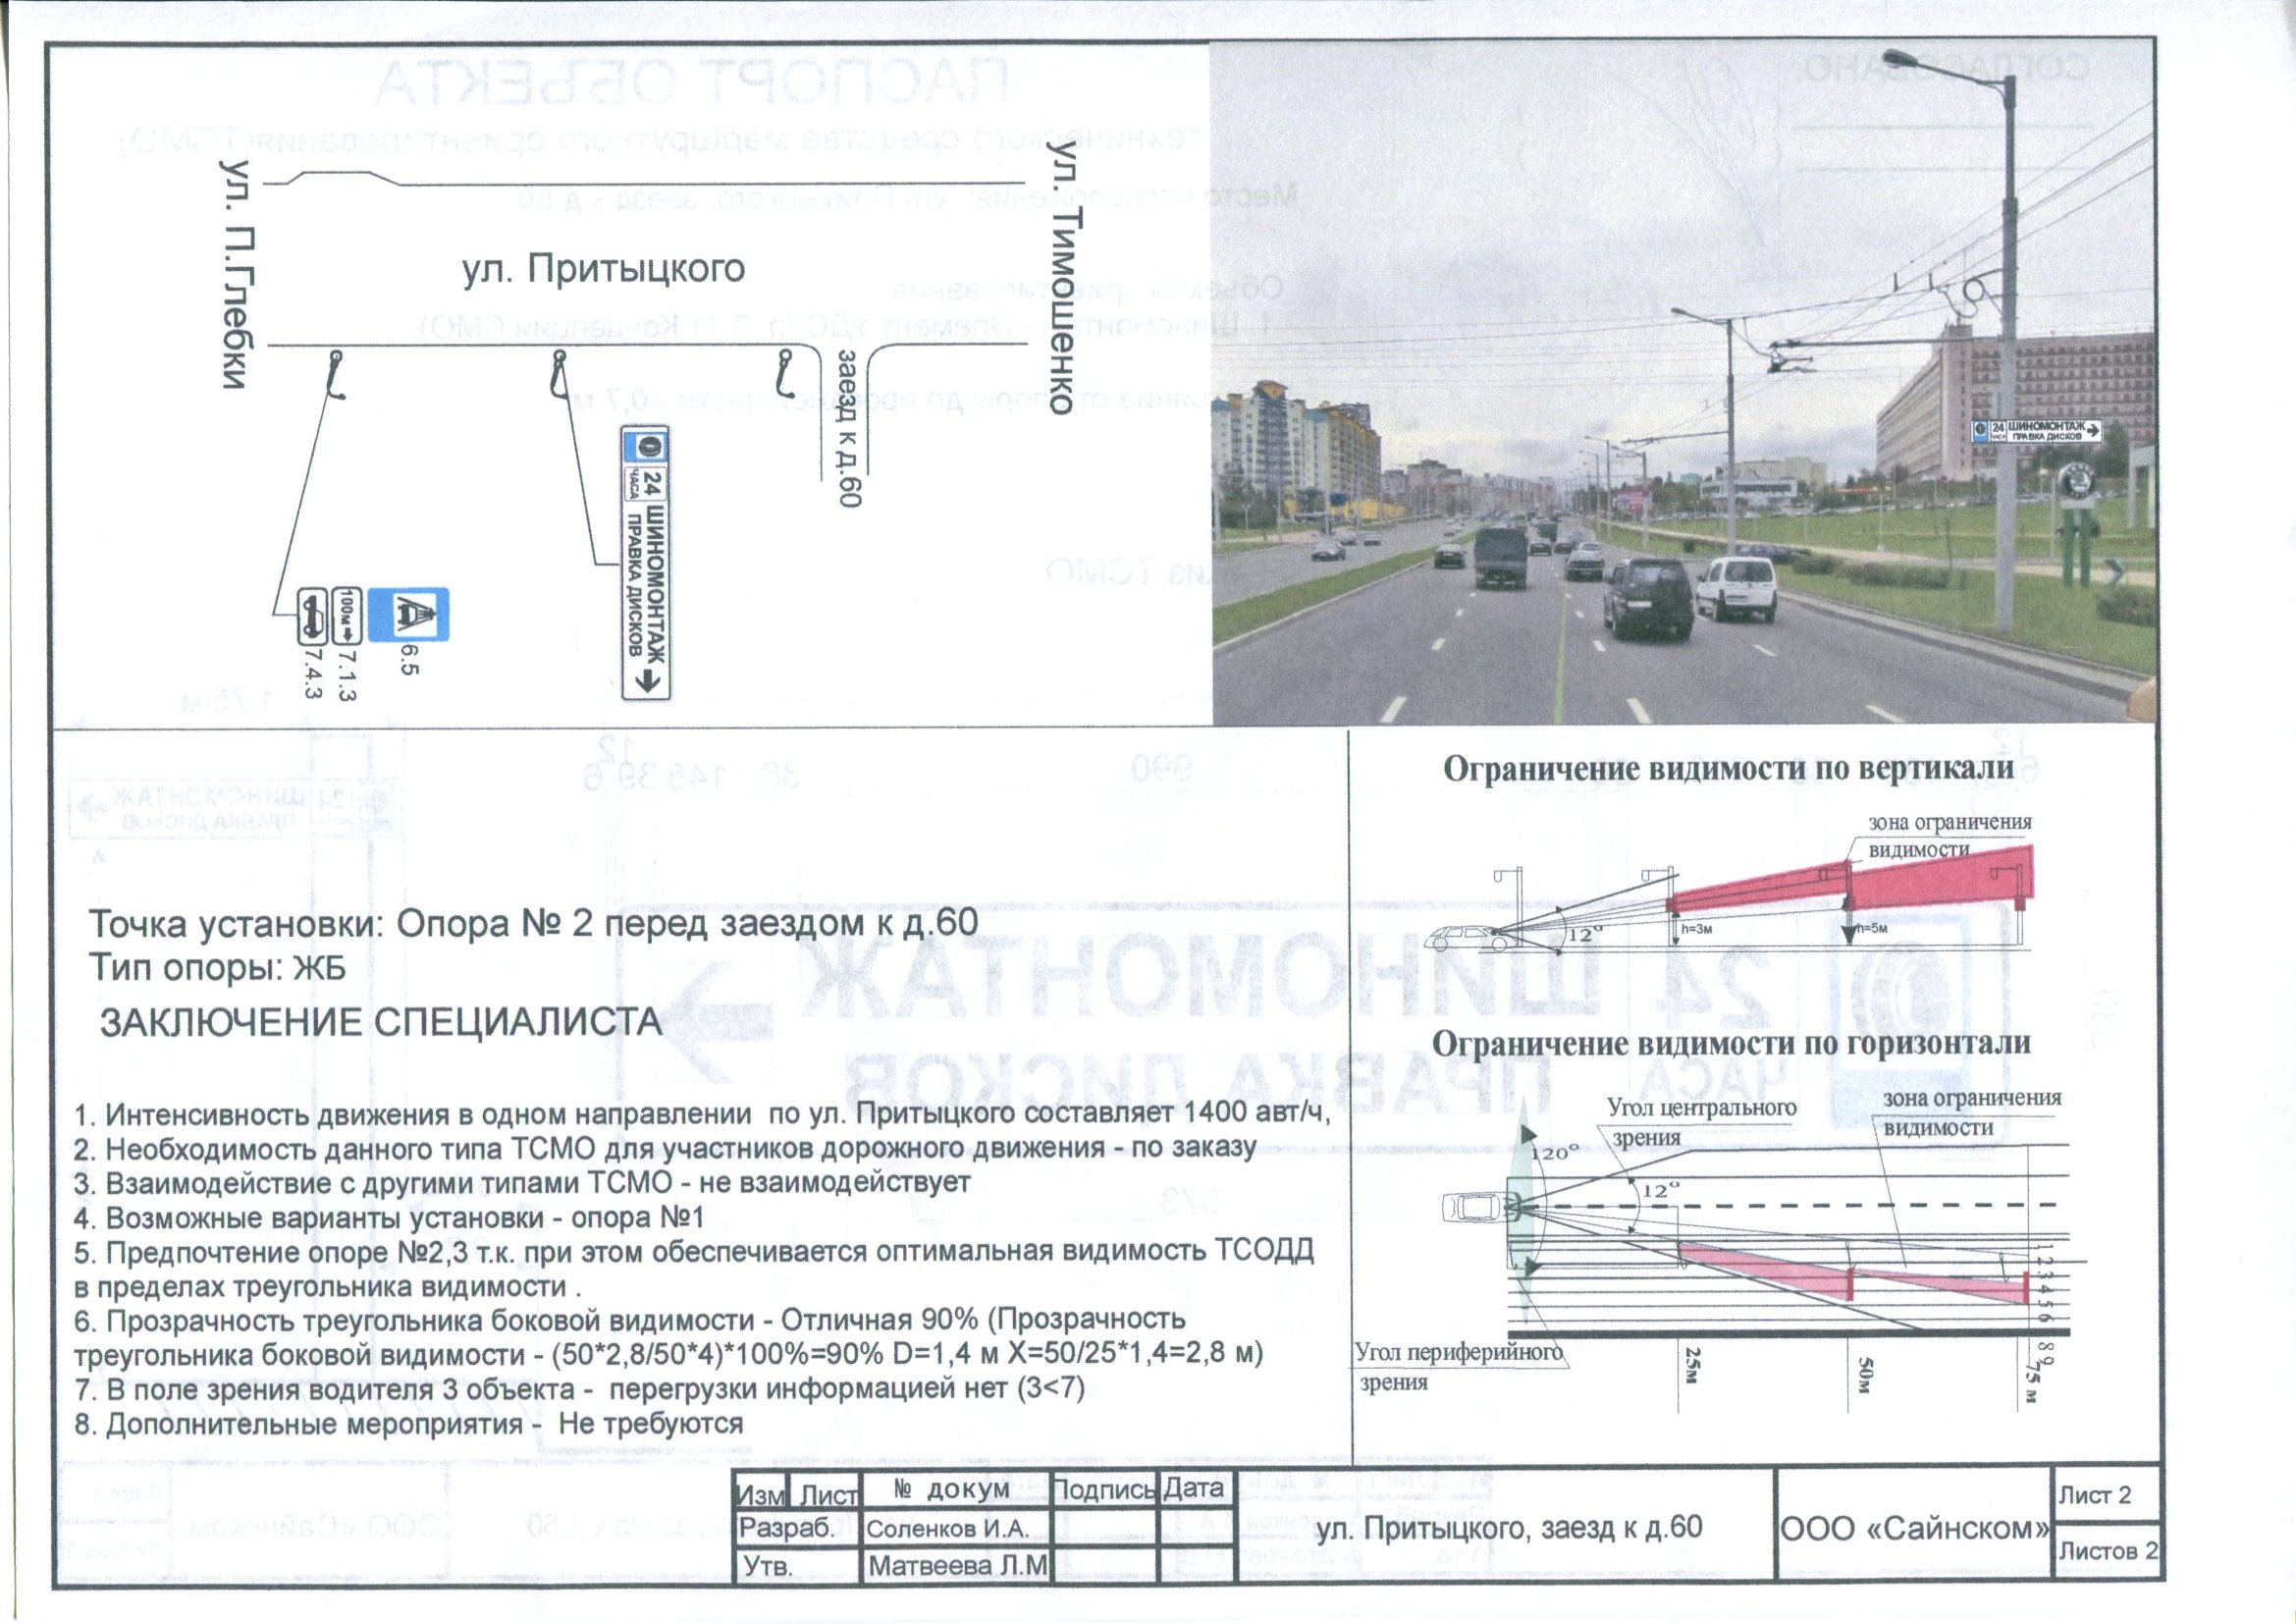 ул. П.Глебки
ул. Притыцкого
ул. Тимошенко
заезд к д.60
24
ЧАСА
ШИНОМОНТАЖ
ПРАВКА ДИСКОВ
6.5
100м
7.1.3
7.4.3
24 ШИНОМОНТАЖ
ЧАСА ПРАВКА ДИСКОВ
Точка установки: Опора № 2 перед заездом к д.60
Тип опоры: ЖБ
ЗАКЛЮЧЕНИЕ СПЕЦИАЛИСТА
1. Интенсивность движения в одном направлении по ул. Притыцкого составляет 1400 авт/ч,
2. Необходимость данного типа ТСМО для участников дорожного движения - по заказу
3. Взаимодействие с другими типами ТСМО - не взаимодействует
4. Возможные варианты установки - опора №1
5. Предпочтение опоре №2,3 т.к. при этом обеспечивается оптимальная видимость ТСОДД
в пределах треугольника видимости .
6. Прозрачность треугольника боковой видимости - Отличная 90% (Прозрачность
треугольника боковой видимости - (50*2,8/50*4)*100%=90% D=1,4 м X=50/25*1,4=2,8 м)
7. В поле зрения водителя 3 объекта - перегрузки информацией нет (3<7)
8. Дополнительные мероприятия - Не требуются
Ограничение видимости по вертикали
зона ограничения
видимости
12°
h=3м
h=5м
Ограничение видимости по горизонтали
Угол центрального
зрения
зона ограничения
видимости
120°
12°
1 2 3 4 5 6 8 9
Угол периферийного
зрения
25м
50м
75 м
Изм Лист № докум Подпись Дата
Разраб. Соленков И.А.
Утв. Матвеева Л.М
ул. Притыцкого, заезд к д.60
ООО «Сайнском»
Лист 2
Листов 2